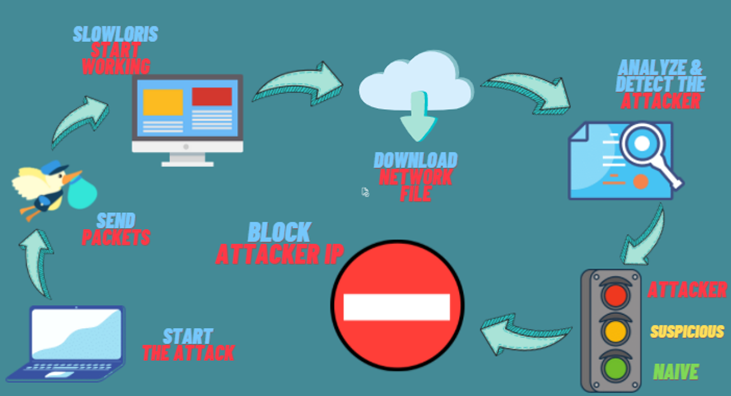 SLOWLORIS
START
WORKING
ANALYZE &
DETECT THE
ATTACKER
DOWNLOAD
NETWORK
FILE
SEND
PACKETS
BLOCK
ATTACKER IP
ATTACKER
SUSPICIOUS
NAIVE
START
THE ATTACK